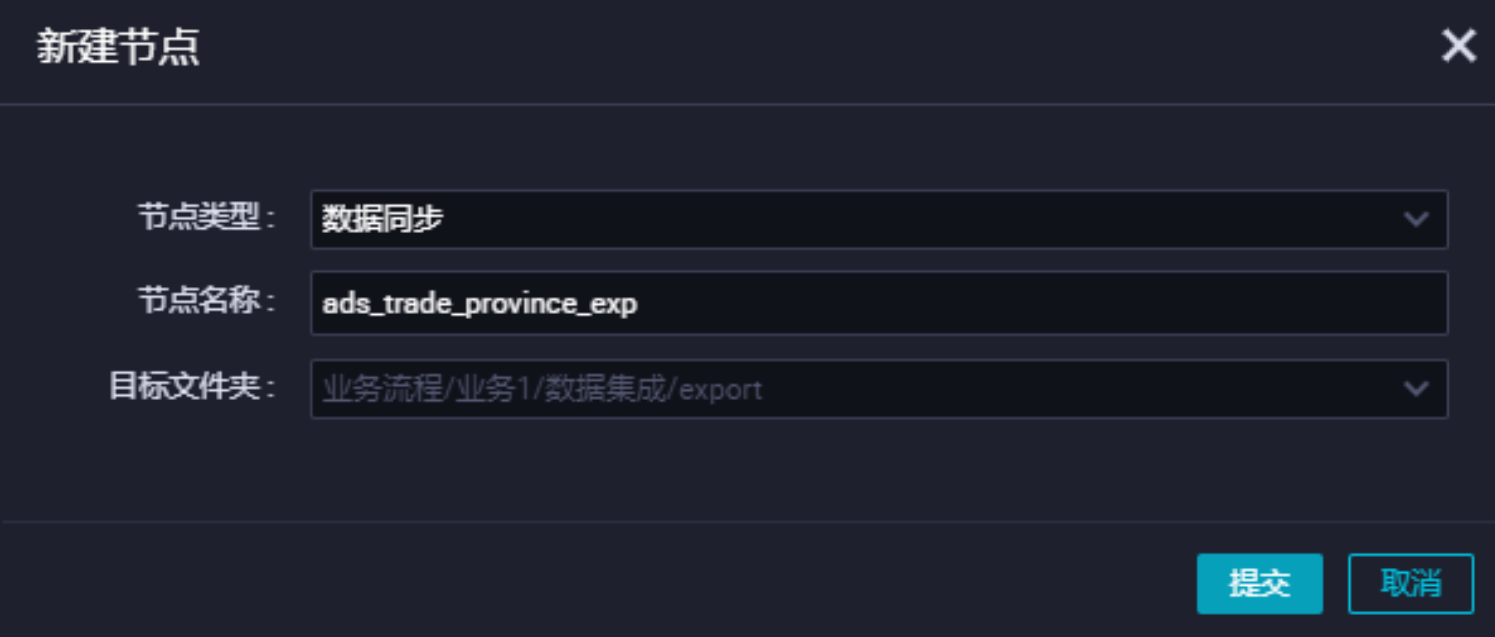 新建节点
节点类型: 数据同步
节点名称: ads_trade_province_exp
目标文件夹: 业务流程/业务1/数据集成/export
提交 取消